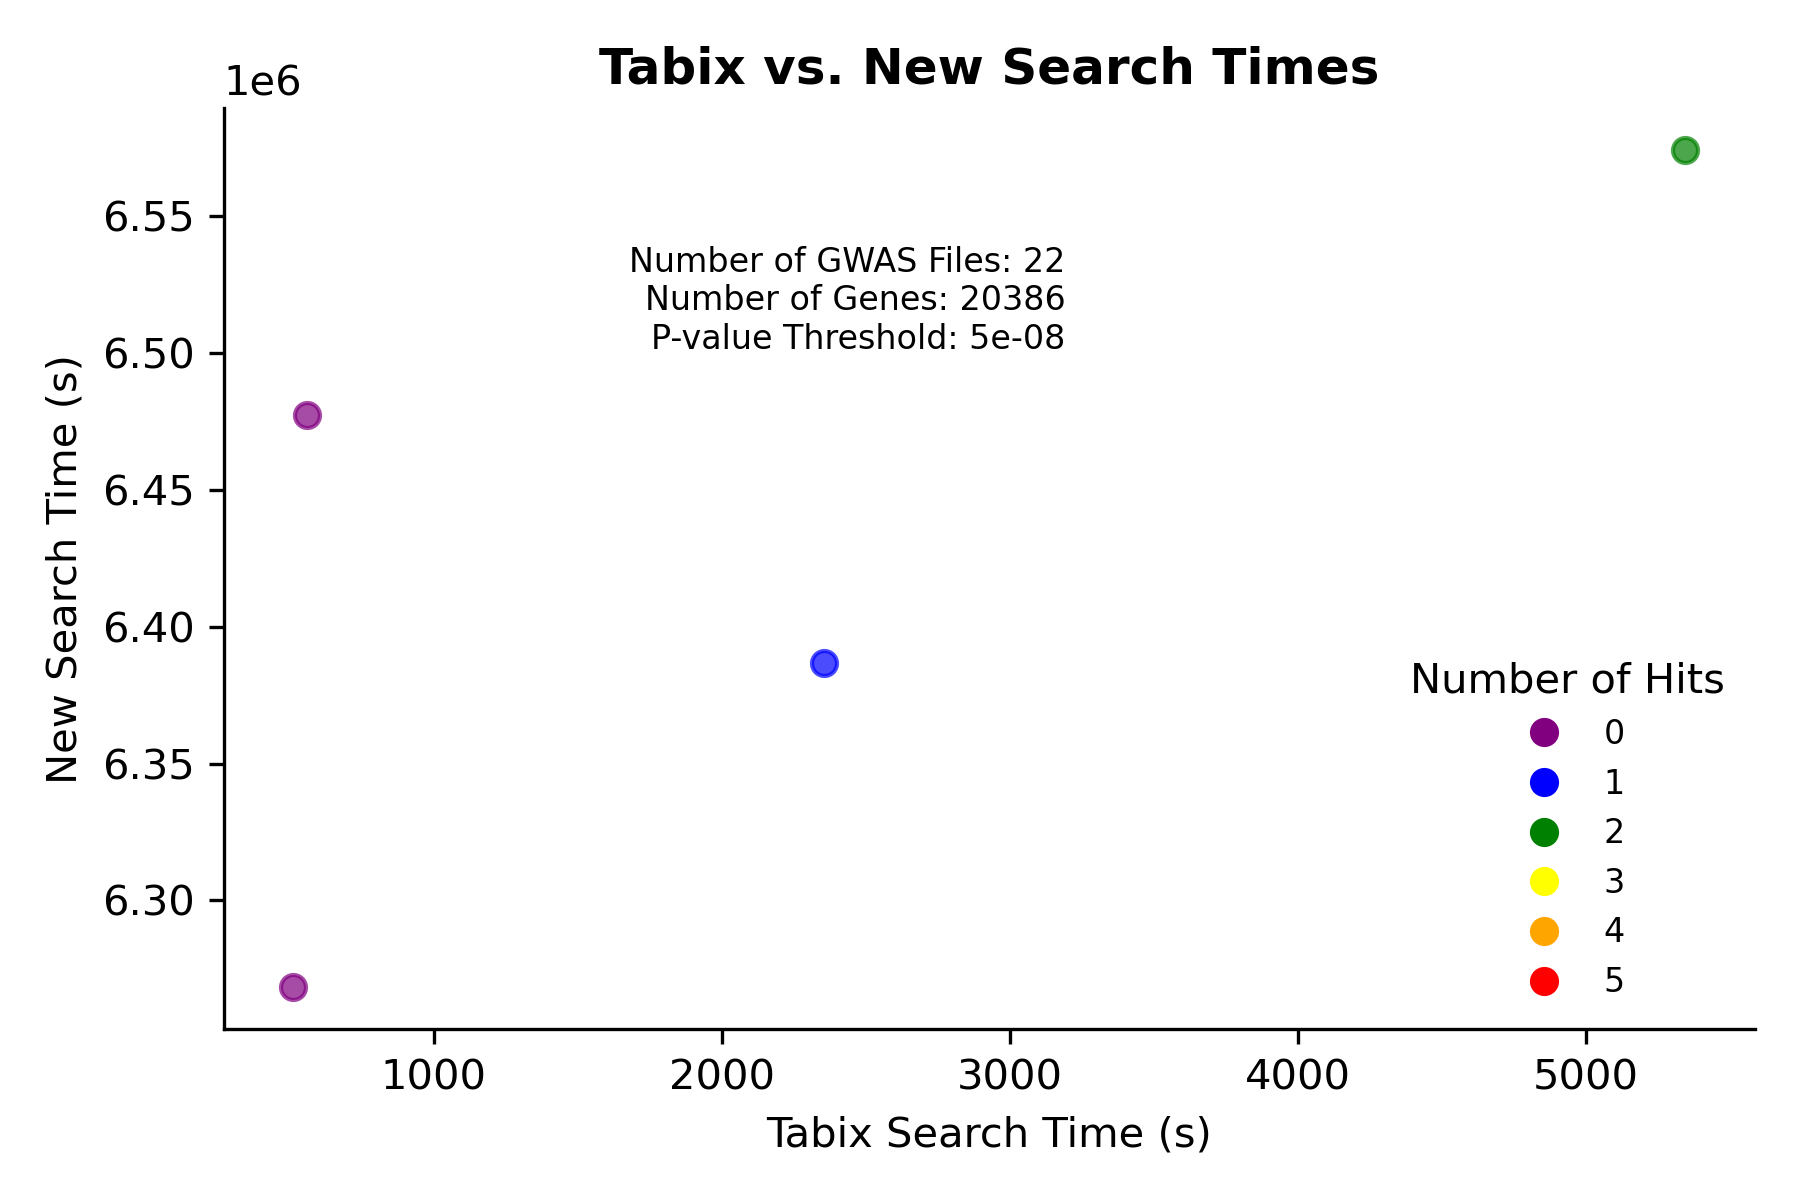 Tabix vs. New Search Times
1e6
6.55
6.50
6.45
6.40
6.35
6.30
New Search Time (s)
Number of GWAS Files: 22
Number of Genes: 20386
P-value Threshold: 5e-08
Number of Hits
0
1
2
3
4
5
1000 2000 3000 4000 5000
Tabix Search Time (s)